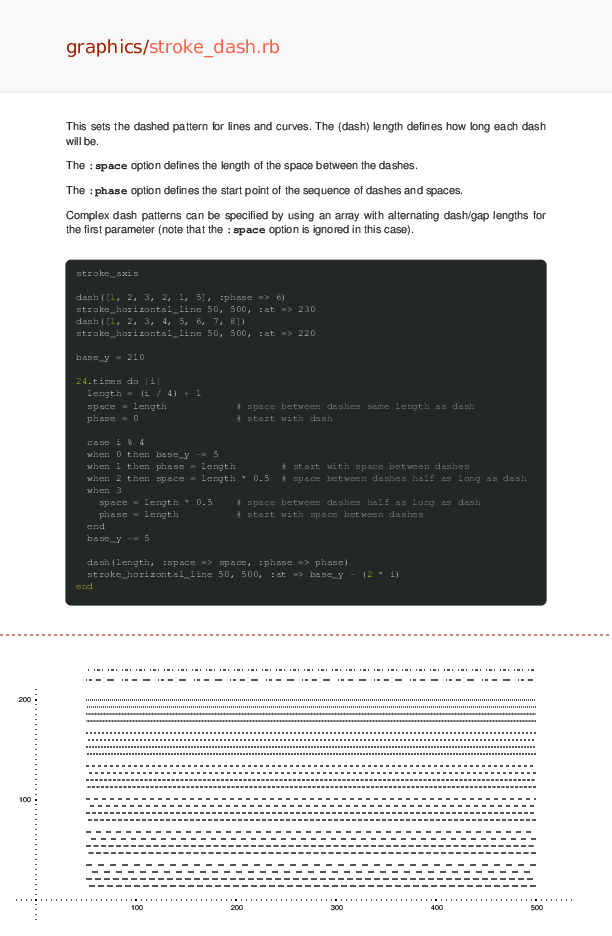 graphics/stroke_dash.rb
This sets the dashed pattern for lines and curves. The (dash) length defines how long each dash
will be.
The :space option defines the length of the space between the dashes.
The :phase option defines the start point of the sequence of dashes and spaces.
Complex dash patterns can be specified by using an array with alternating dash/gap lengths for
the first parameter (note that the :space option is ignored in this case).
stroke_axis
dash([1, 2, 3, 2, 1, 5], :phase => 6)
stroke_horizontal_line 50, 500, :at => 230
dash([1, 2, 3, 4, 5, 6, 7, 8])
stroke_horizontal_line 50, 500, :at => 220
base_y = 210
24.times do |i|
  length = (i / 4) + 1
  space = length            # space between dashes same length as dash
  phase = 0                 # start with dash
  case i % 4
  when 0 then base_y -= 5
  when 1 then phase = length        # start with space between dashes
  when 2 then space = length * 0.5  # space between dashes half as long as dash
  when 3
    space = length * 0.5    # space between dashes half as long as dash
    phase = length          # start with space between dashes
  end
  base_y -= 5
  dash(length, :space => space, :phase => phase)
  stroke_horizontal_line 50, 500, :at => base_y - (2 * i)
end
200
100
100 200 300 400 500